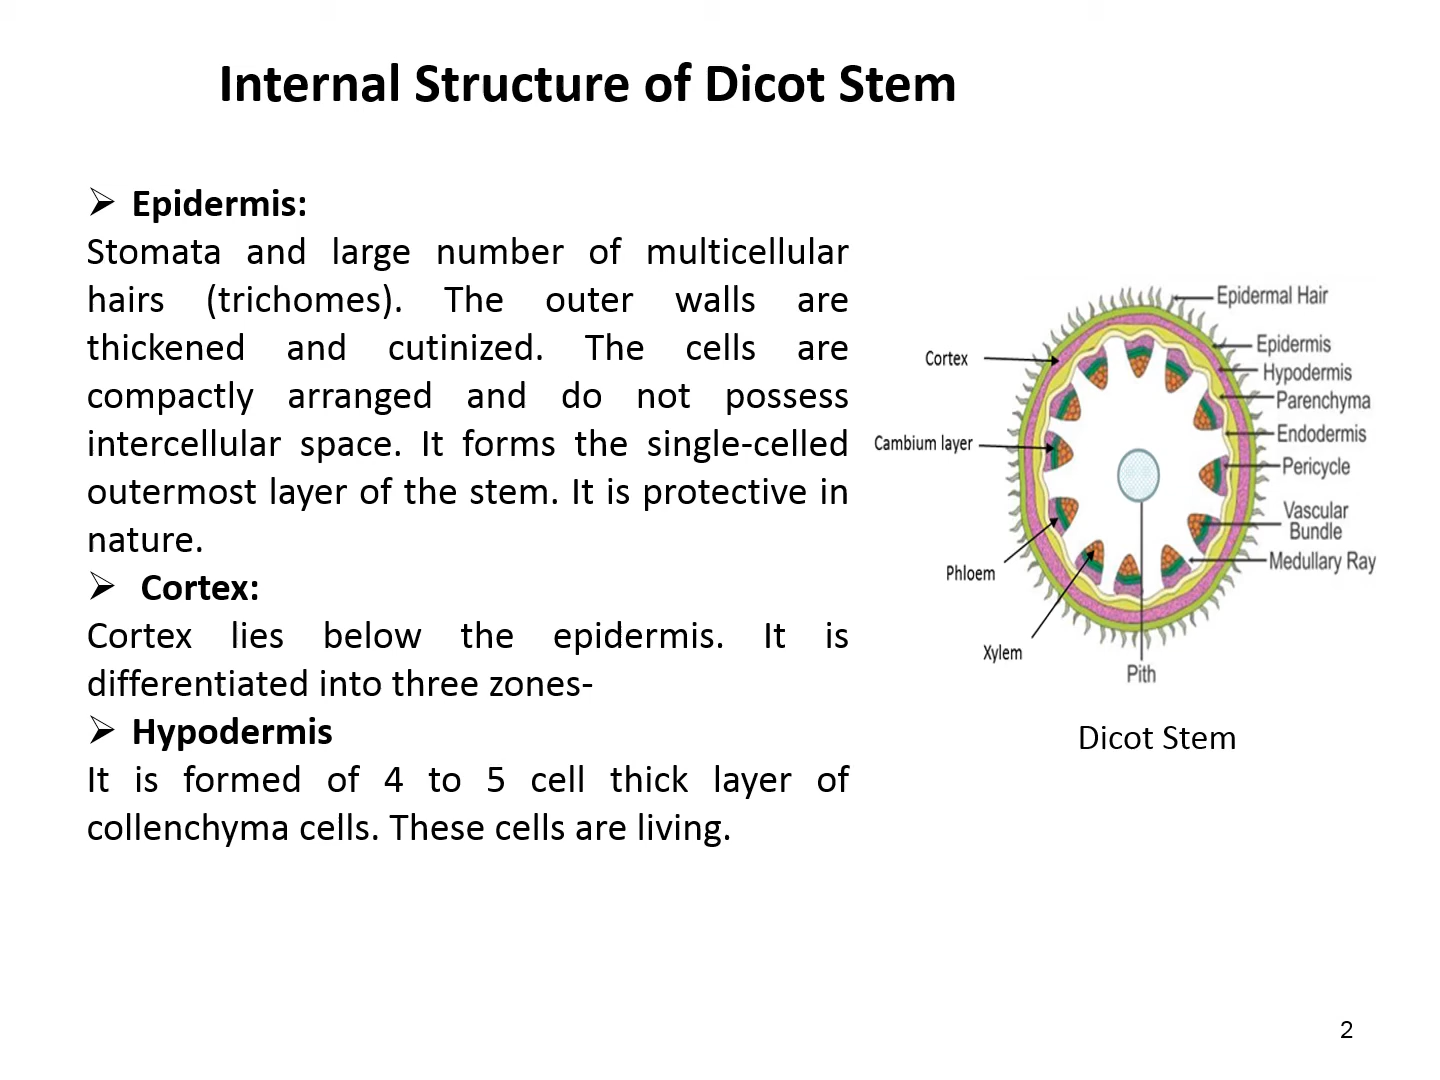 Internal Structure of Dicot Stem
➢ Epidermis:
Stomata and large number of multicellular
hairs (trichomes). The outer walls are
thickened and cutinized. The cells are
compactly arranged and do not possess
intercellular space. It forms the single-celled
outermost layer of the stem. It is protective in
nature.
➢ Cortex:
Cortex lies below the epidermis. It is
differentiated into three zones-
➢ Hypodermis
It is formed of 4 to 5 cell thick layer of
collenchyma cells. These cells are living.
Epidermal Hair
Epidermis
Cortex
Hypodermis
Parenchyma
Endodermis
Cambium layer
Pericycle
Vascular
Bundle
Medullary Ray
Phloem
Xylem
Pith
Dicot Stem
2